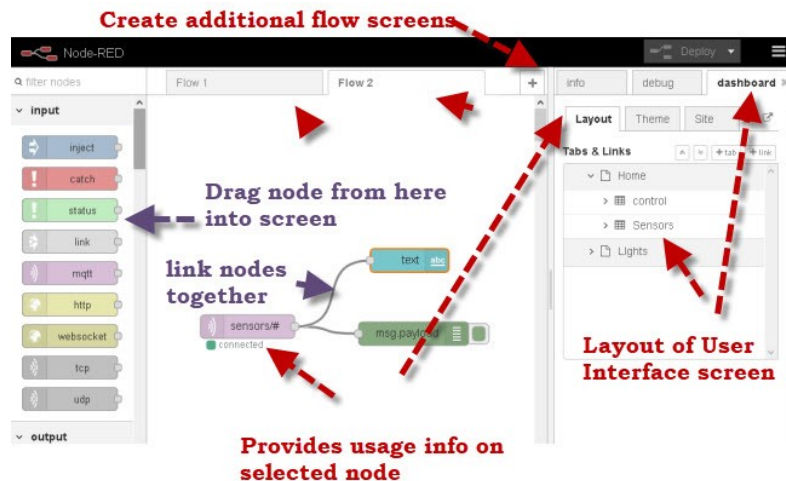 Create additional flow screens
Node-RED
Deploy
filter nodes
Flow 1
Flow 2
+
info
debug
dashboard
input
inject
catch
status
link
mqtt
http
websocket
tcp
udp
output
Drag node from here
into screen
link nodes
together
text
abc
sensors/#
connected
msg.payload
Layout
Theme
Site
Tabs & Links
+ tab
+ link
Home
control
Sensors
Lights
Layout of User
Interface screen
Provides usage info on
selected node